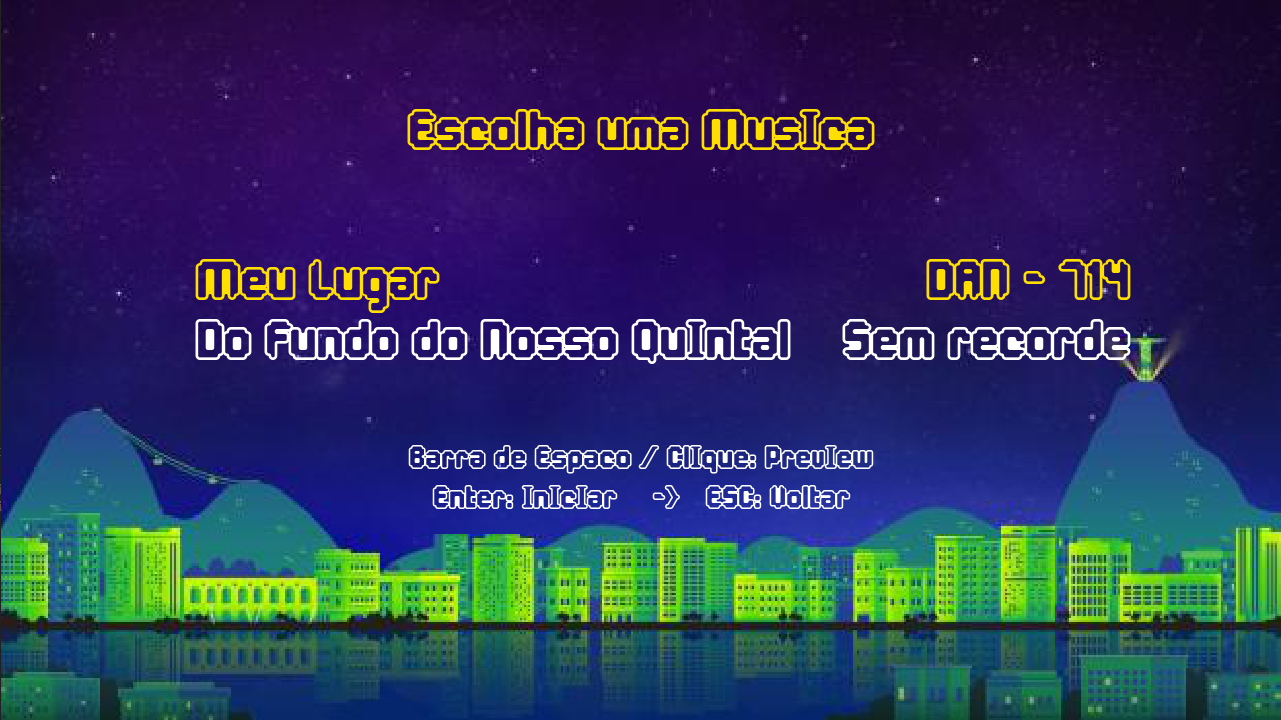 Escolha uma MusIca
Meu Lugar DAN - 714
Do Fundo do Nosso QuIntal Sem recorde
Barra de Espaco / ClIque: PrevIew
Enter: InIcIar -> ESC: Voltar